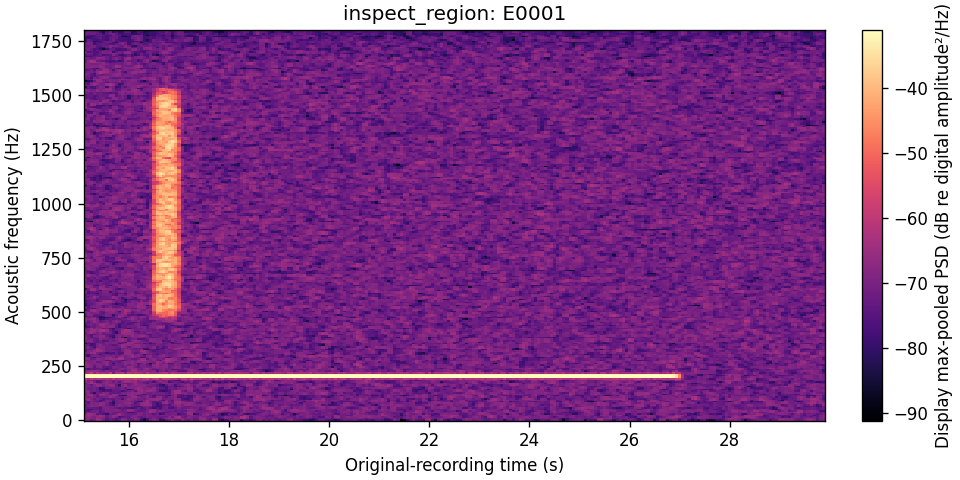 inspect_region: E0001
Acoustic frequency (Hz)
1750
1500
1250
1000
750
500
250
0
16 18 20 22 24 26 28
Original-recording time (s)
−40
−50
−60
−70
−80
−90
Display max-pooled PSD (dB re digital amplitude²/Hz)